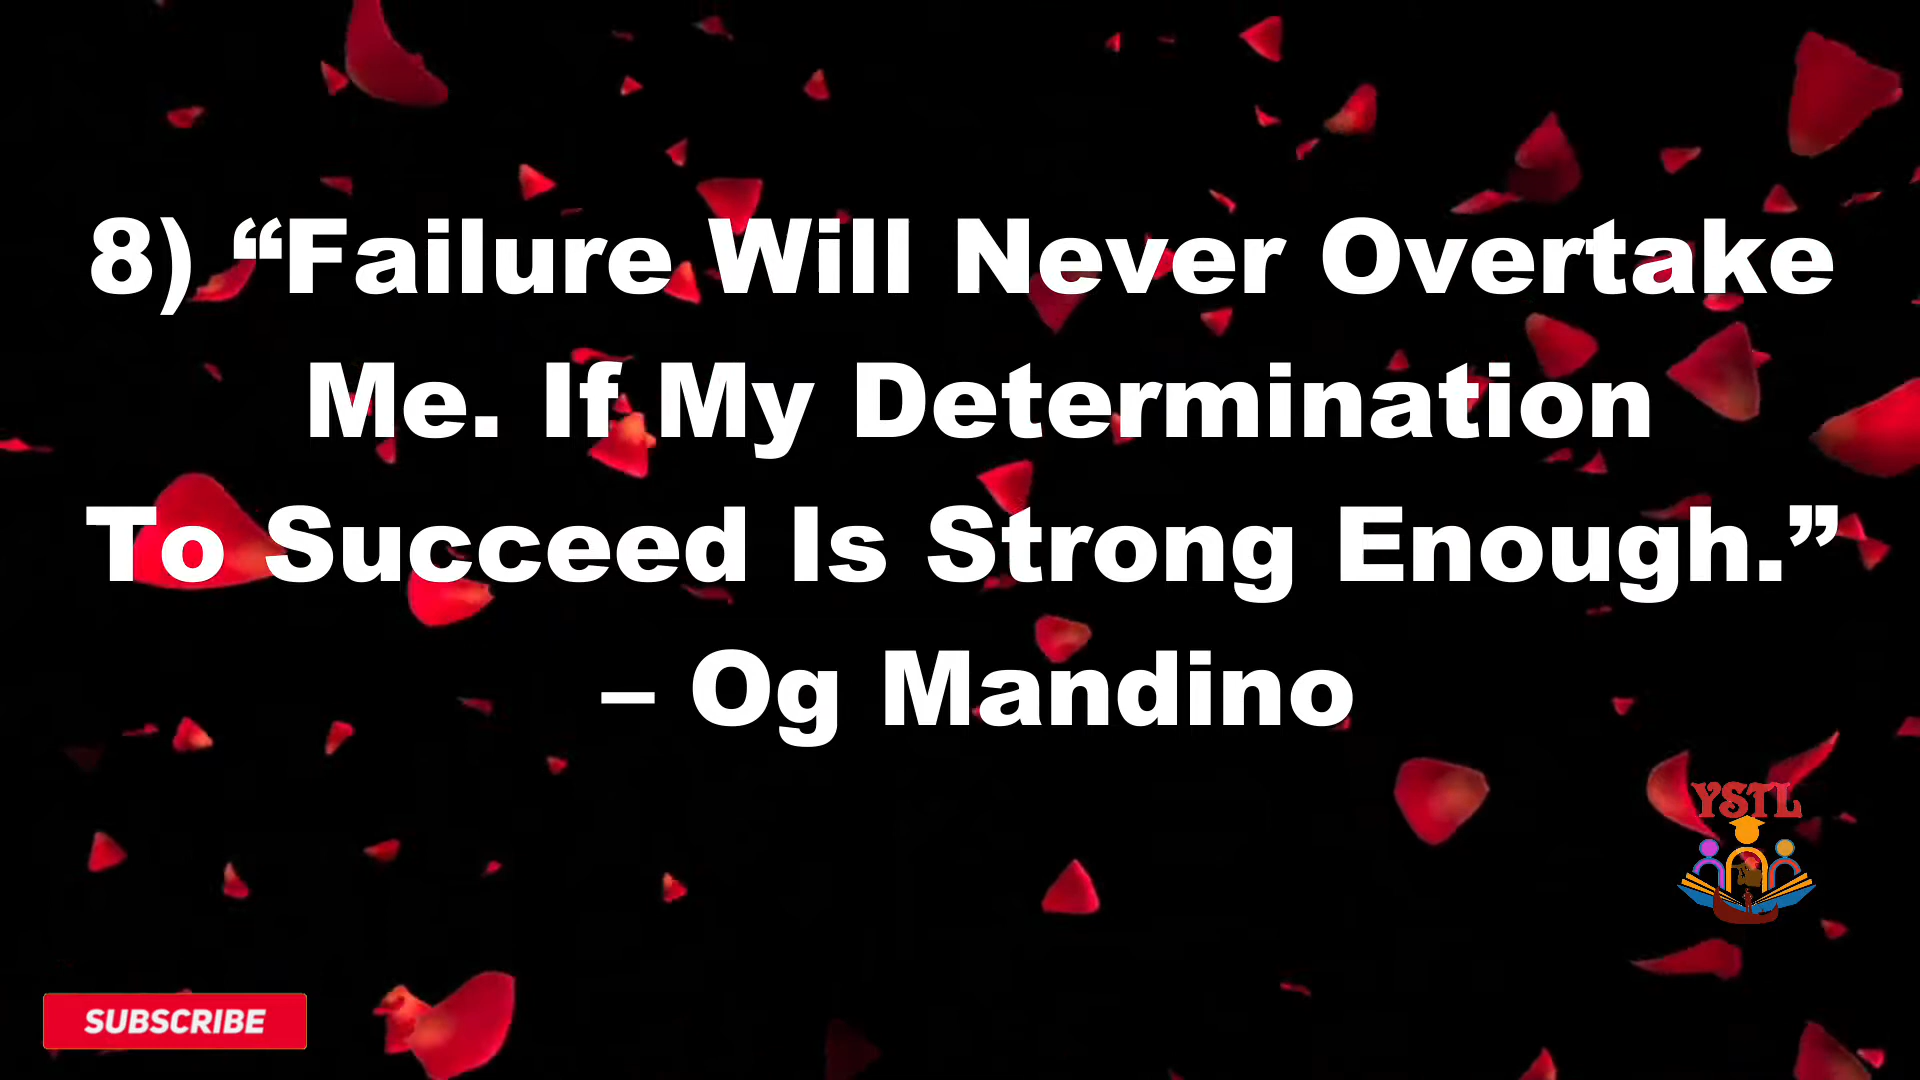 8) “Failure Will Never Overtake
Me. If My Determination
To Succeed Is Strong Enough.”
– Og Mandino
YSTL
SUBSCRIBE